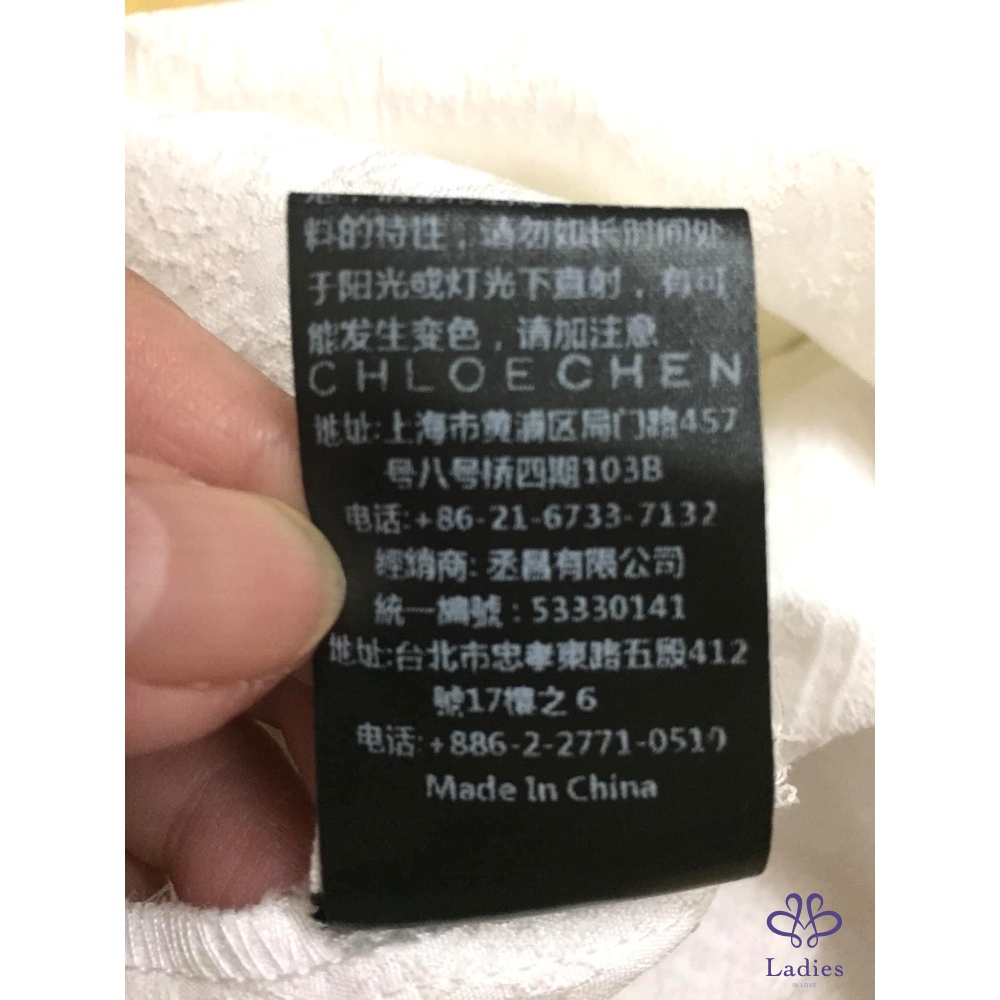 料的特性，请勿如长时间处
于阳光或灯光下直射，有可
能发生变色，请加注意
CHLOECHEN
地址:上海市黄浦区局门路457
号八号桥四期103B
电话:+86-21-6733-7132
經銷商: 丞昌有限公司
統一編號：53330141
地址:台北市忠孝東路五段412
號17樓之6
电话:+886-2-2771-0510
Made In China
Ladies
IN LOVE